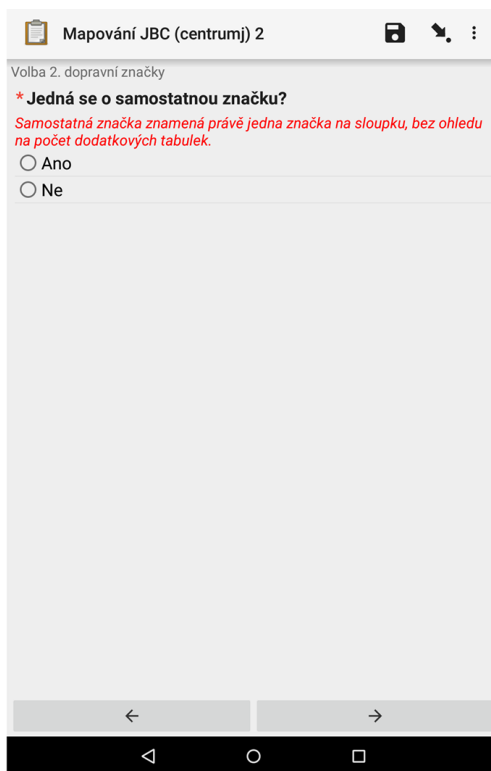 Mapování JBC (centrumj) 2
Volba 2. dopravní značky
* Jedná se o samostatnou značku?
Samostatná značka znamená právě jedna značka na sloupku, bez ohledu
na počet dodatkových tabulek.
Ano
Ne